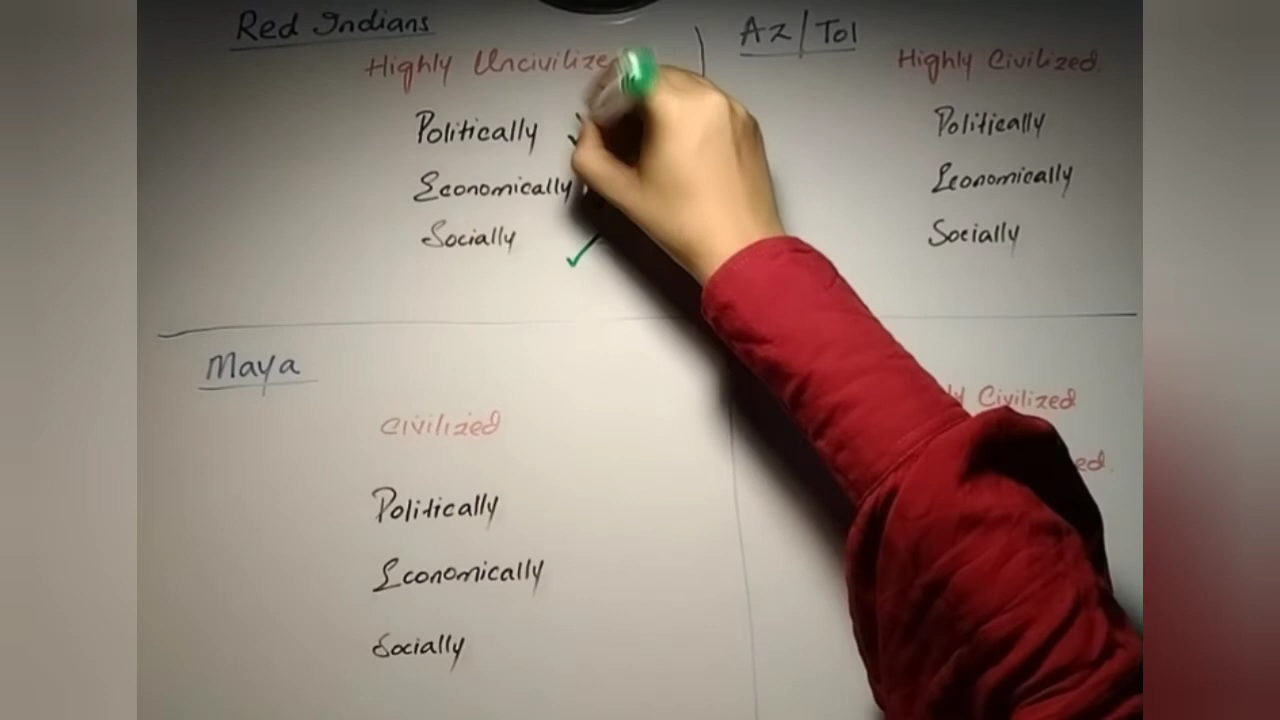 Red Indians
Highly Uncivilize
Politically
Economically
Socially
Az/Tol
Highly Civilized.
Politically
Economically
Socially
Maya
Civilized
Politically
Economically
Socially
Civilized